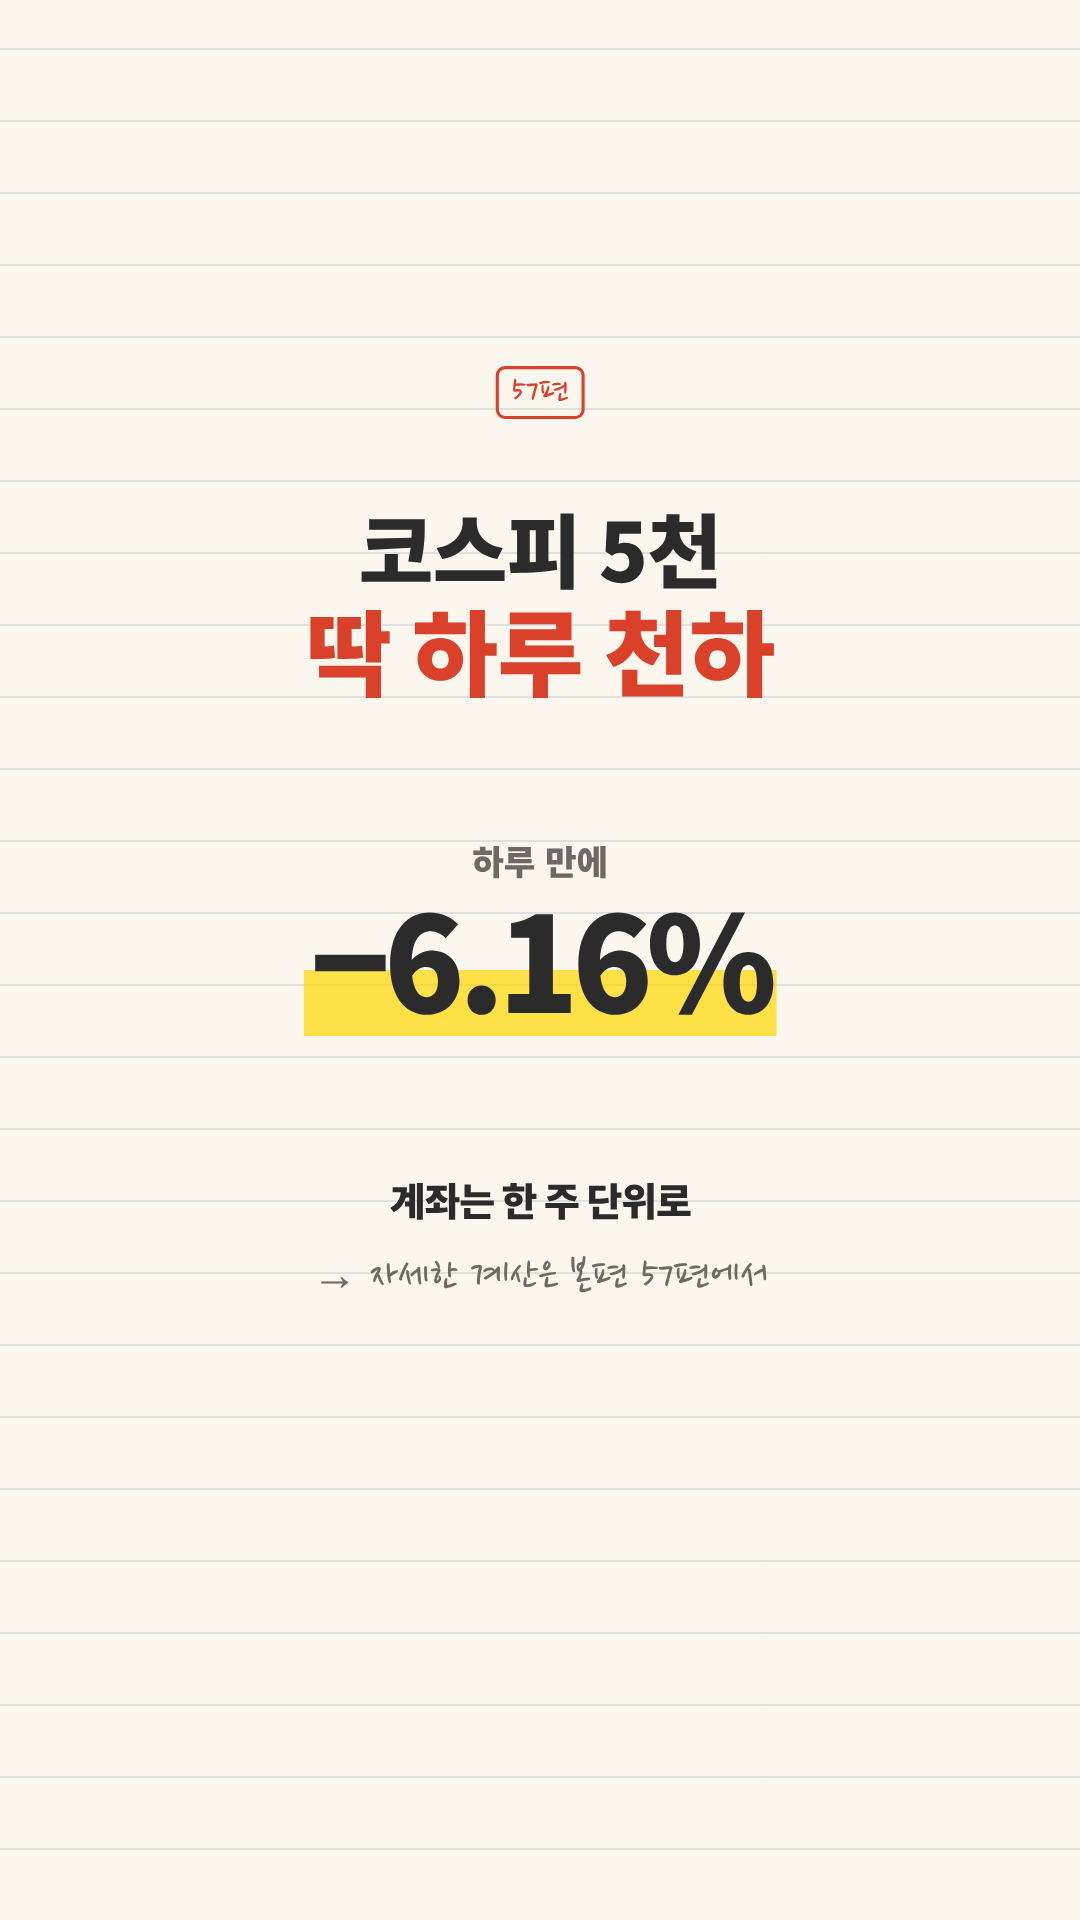 57편
코스피 5천
딱 하루 천하
하루 만에
−6.16%
계좌는 한 주 단위로
→ 자세한 계산은 본편 57편에서